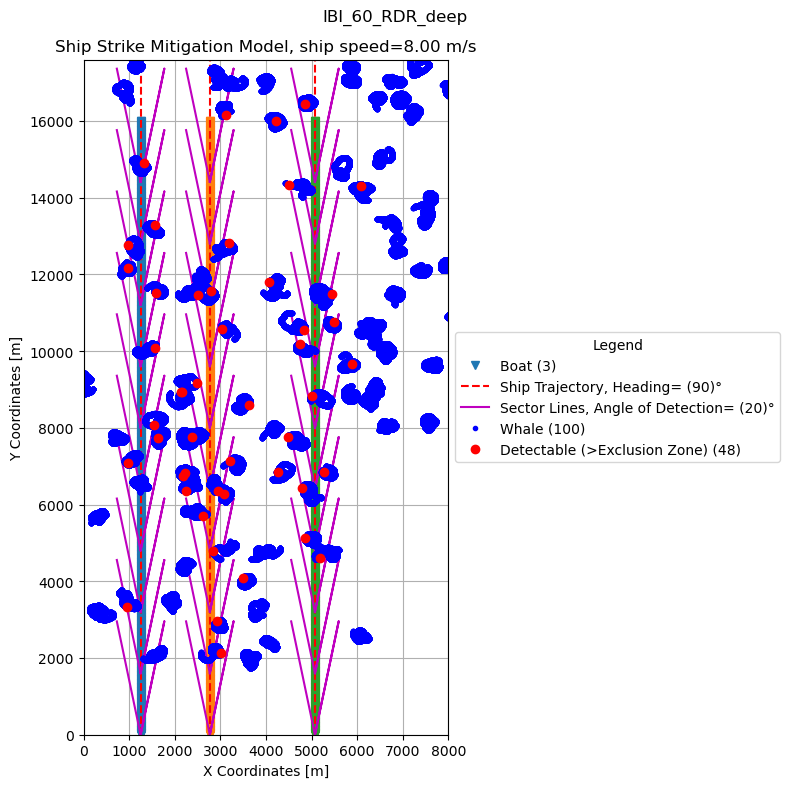 IBI_60_RDR_deep
Ship Strike Mitigation Model, ship speed=8.00 m/s
16000
14000
12000
10000
8000
6000
4000
2000
0
Y Coordinates [m]
0 1000 2000 3000 4000 5000 6000 7000 8000
X Coordinates [m]
Legend
Boat (3)
Ship Trajectory, Heading= (90)°
Sector Lines, Angle of Detection= (20)°
Whale (100)
Detectable (>Exclusion Zone) (48)